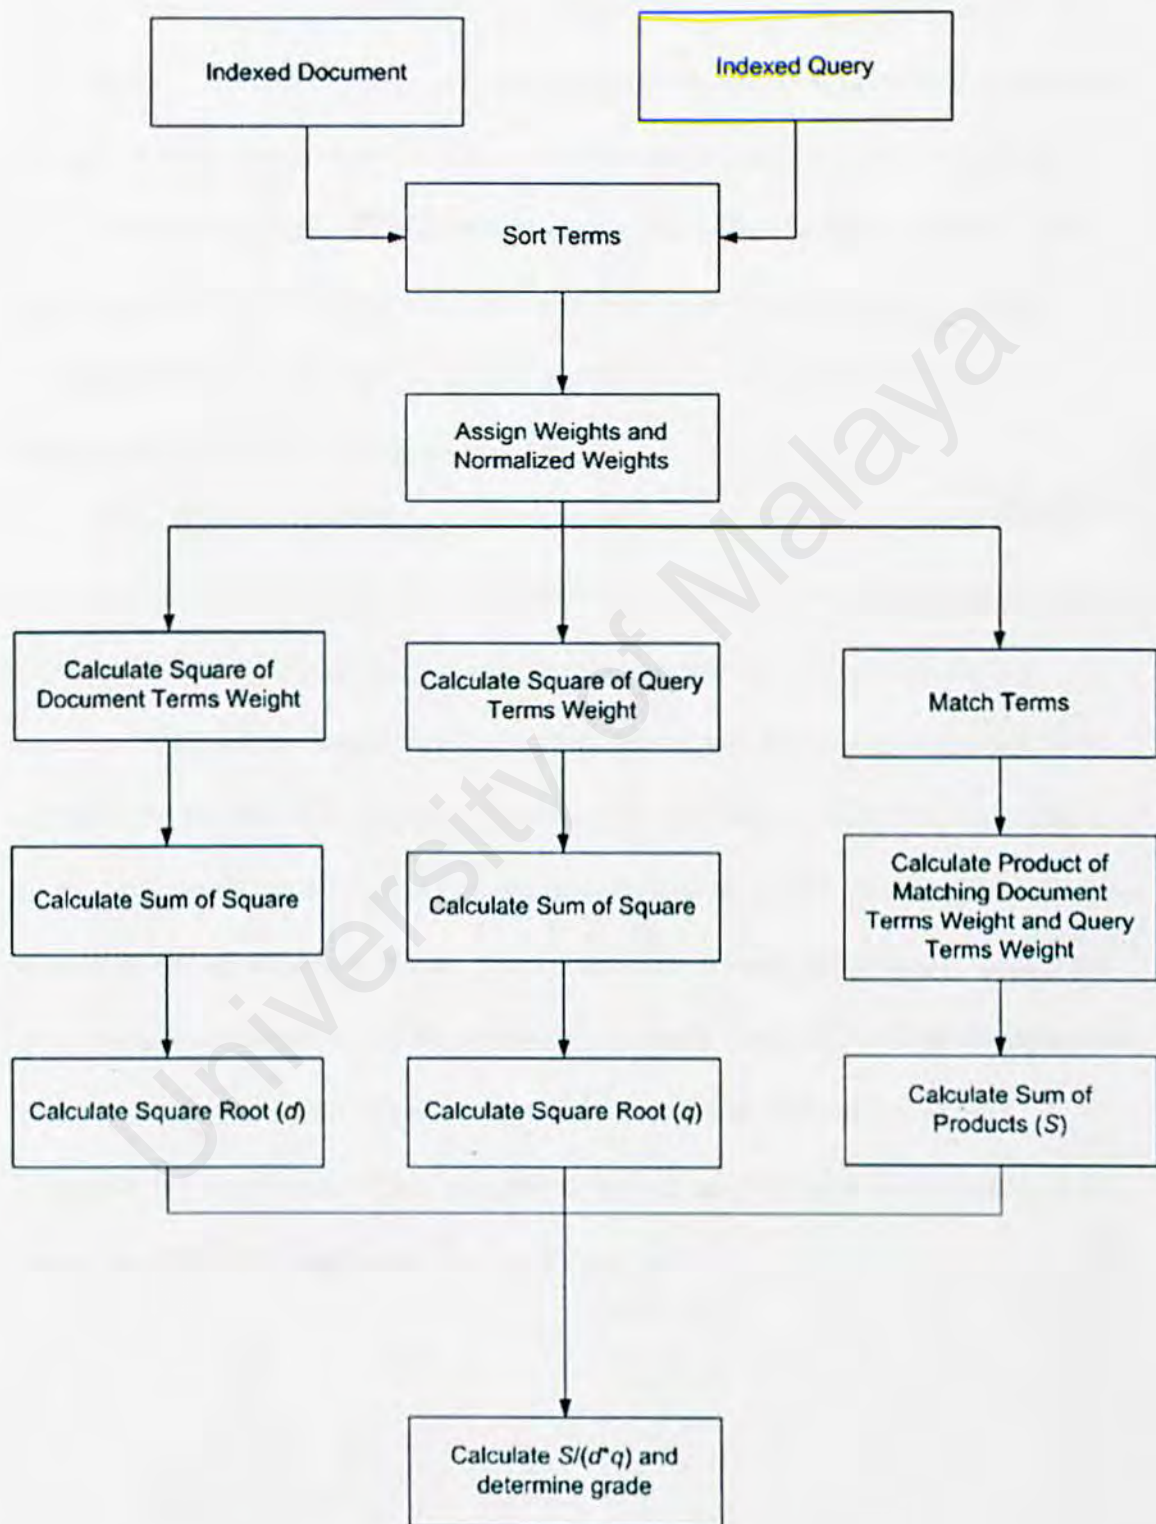 Indexed Document
Indexed Query
Sort Terms
Assign Weights and
Normalized Weights
Calculate Square of
Document Terms Weight
Calculate Square of Query
Terms Weight
Match Terms
Calculate Sum of Square
Calculate Sum of Square
Calculate Product of
Matching Document
Terms Weight and Query
Terms Weight
Calculate Square Root (d)
Calculate Square Root (q)
Calculate Sum of
Products (S)
Calculate S/(d*q) and
determine grade
University of Malaya